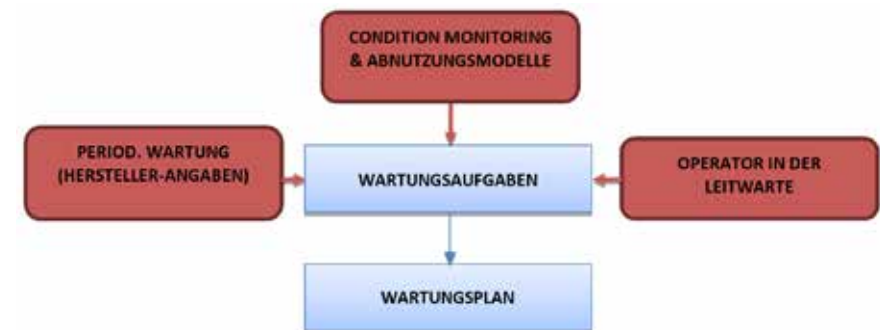 CONDITION MONITORING
& ABNUTZUNGSMODELLE
PERIOD. WARTUNG
(HERSTELLER-ANGABEN)
WARTUNGSAUFGABEN
OPERATOR IN DER
LEITWARTE
WARTUNGSPLAN